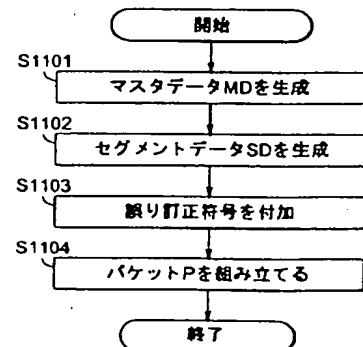 開始
S1101
マスタデータMDを生成
S1102
セグメントデータSDを生成
S1103
誤り訂正符号を付加
S1104
パケットPを組み立てる
終了